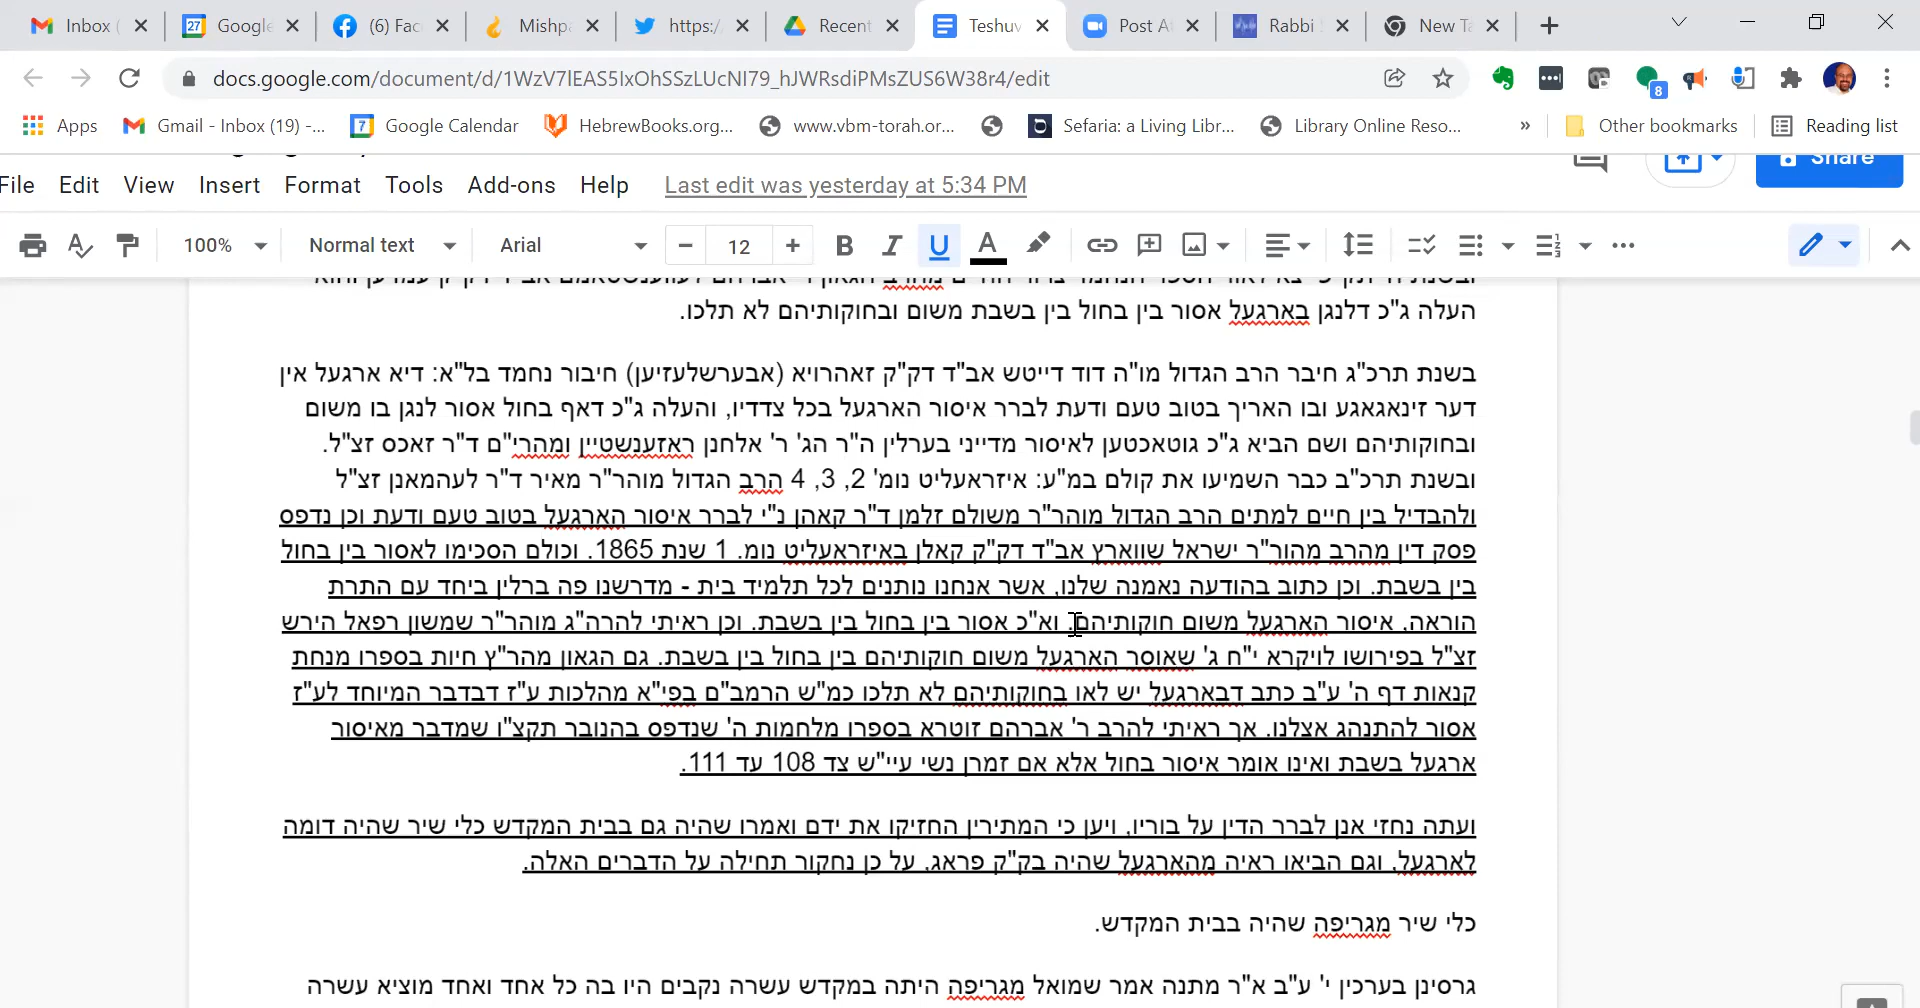 Inbox (
Google
(6) Fac
Mishpa
https:/
Recent
Teshuv
Post A
Rabbi
New Ta
docs.google.com/document/d/1WzV7lEAS5IxOhSSzLUcNI79_hJWRsdiPMsZUS6W38r4/edit
8
Apps
Gmail - Inbox (19) -...
Google Calendar
HebrewBooks.org...
www.vbm-torah.or...
Sefaria: a Living Libr...
Library Online Reso...
»
Other bookmarks
Reading list
File Edit View Insert Format Tools Add-ons Help
Last edit was yesterday at 5:34 PM
Share
100%
Normal text
Arial
12
B I U A
העלה ג"כ דלנגן בארגעל אסור בין בחול בין בשבת משום ובחוקותיהם לא תלכו.
בשנת תרכ"ג חיבר הרב הגדול מו"ה דוד דייטש אב"ד דק"ק זאהרויא (אבערשלעזיען) חיבור נחמד בל"א: דיא ארגעל אין
דער זינאגאגע ובו האריך בטוב טעם ודעת לברר איסור הארגעל בכל צדדיו, והעלה ג"כ דאף בחול אסור לנגן בו משום
ובחוקותיהם ושם הביא ג"כ גוטאכטען לאיסור מדייני בערלין ה"ר הג' ר' אלחנן ראזענשטיין ומהרי"ם ד"ר זאכס זצ"ל.
ובשנת תרכ"ב כבר השמיעו את קולם במ"ע: איזראעליט נומ' 2, 3, 4 הרב הגדול מוהר"ר מאיר ד"ר לעהמאנן זצ"ל
ולהבדיל בין חיים למתים הרב הגדול מוהר"ר משולם זלמן ד"ר קאהן נ"י לברר איסור הארגעל בטוב טעם ודעת וכן נדפס
פסק דין מהרב מהור"ר ישראל שווארץ אב"ד דק"ק קאלן באיזראעליט נומ. 1 שנת 1865. וכולם הסכימו לאסור בין בחול
בין בשבת. וכן כתוב בהודעה נאמנה שלנו, אשר אנחנו נותנים לכל תלמיד בית - מדרשנו פה ברלין ביחד עם התרת
הוראה, איסור הארגעל משום חוקותיהם. וא"כ אסור בין בחול בין בשבת. וכן ראיתי להרה"ג מוהר"ר שמשון רפאל הירש
זצ"ל בפירושו לויקרא י"ח ג' שאוסר הארגעל משום חוקותיהם בין בחול בין בשבת. גם הגאון מהר"ץ חיות בספרו מנחת
קנאות דף ה' ע"ב כתב דבארגעל יש לאו בחוקותיהם לא תלכו כמ"ש הרמב"ם בפי"א מהלכות ע"ז דבדבר המיוחד לע"ז
אסור להתנהג אצלנו. אך ראיתי להרב ר' אברהם זוטרא בספרו מלחמות ה' שנדפס בהנובר תקצ"ו שמדבר מאיסור
ארגעל בשבת ואינו אומר איסור בחול אלא אם זמרן נשי עיי"ש צד 108 עד 111.
ועתה נחזי אנן לברר הדין על בוריו, ויען כי המתירין החזיקו את ידם ואמרו שהיה גם בבית המקדש כלי שיר שהיה דומה
לארגעל, וגם הביאו ראיה מהארגעל שהיה בק"ק פראג, על כן נחקור תחילה על הדברים האלה.
כלי שיר מגריפה שהיה בבית המקדש.
גרסינן בערכין י' ע"ב א"ר מתנה אמר שמואל מגריפה היתה במקדש עשרה נקבים היו בה כל אחד ואחד מוציא עשרה